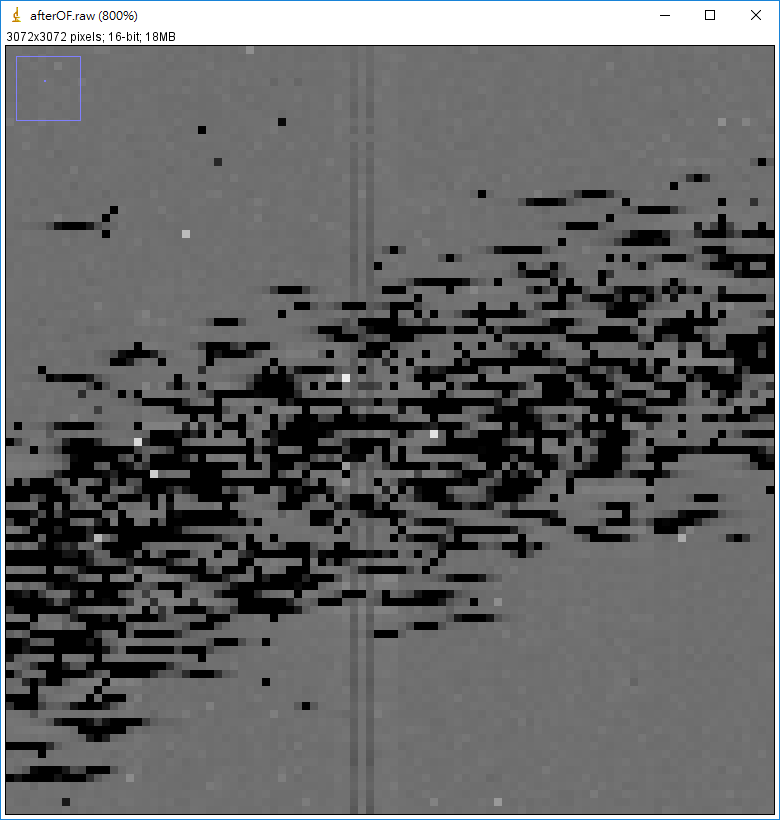 afterOF.raw (800%)
3072x3072 pixels; 16-bit; 18MB